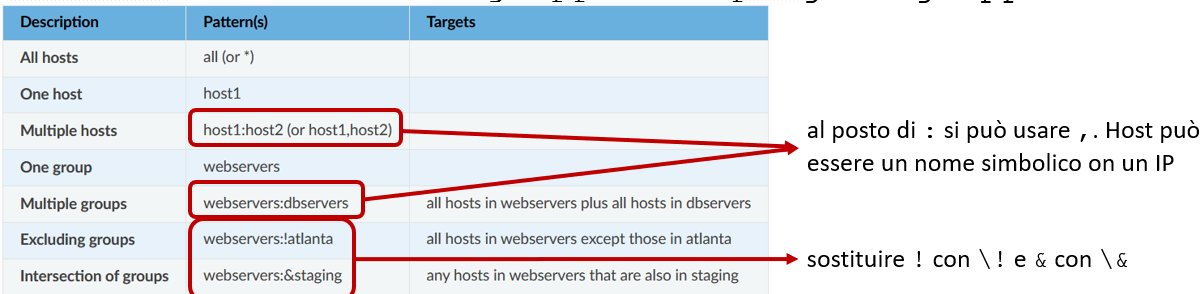 Description Pattern(s) Targets
All hosts all (or *)
One host host1
Multiple hosts host1:host2 (or host1,host2)
One group webservers
Multiple groups webservers:dbservers all hosts in webservers plus all hosts in dbservers
Excluding groups webservers:!atlanta all hosts in webservers except those in atlanta
Intersection of groups webservers:&staging any hosts in webservers that are also in staging
al posto di : si può usare ,. Host può
essere un nome simbolico on un IP
sostituire ! con \! e & con \&